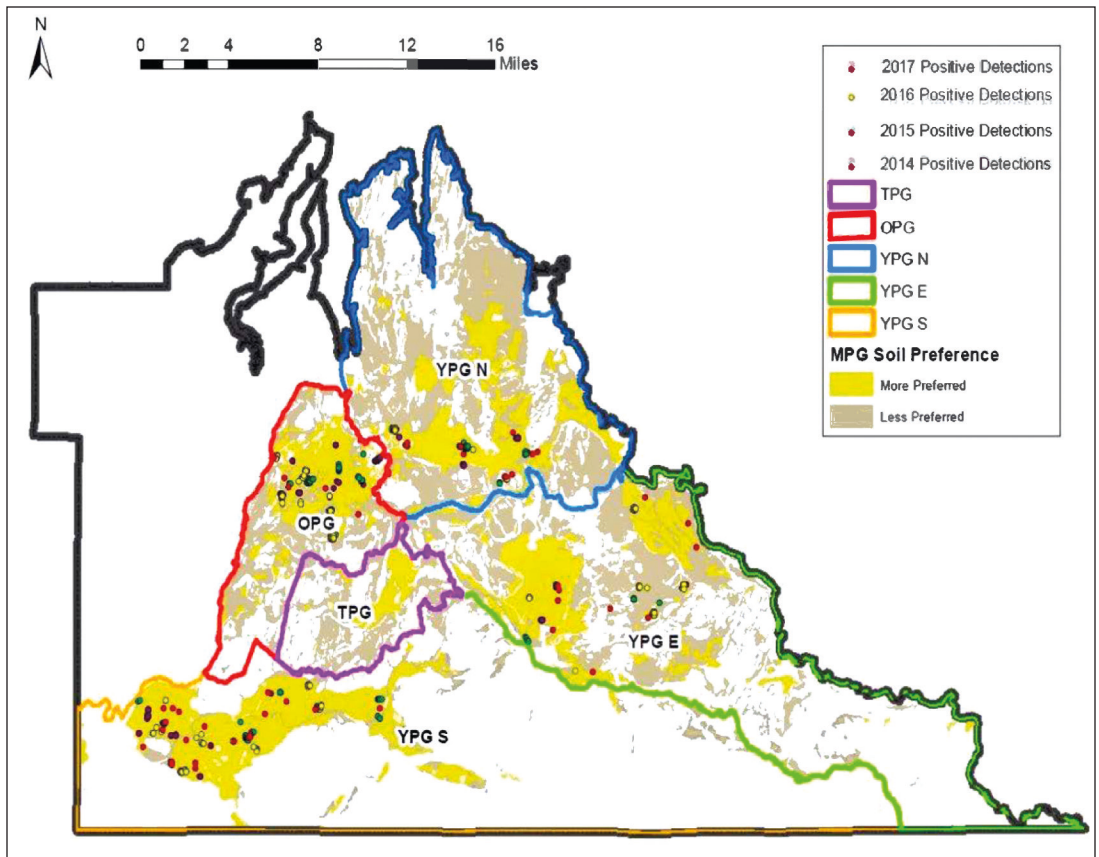 N
0 2 4 8 12 16
Miles
2017 Positive Detections
2016 Positive Detections
2015 Positive Detections
2014 Positive Detections
TPG
OPG
YPG N
YPG E
YPG S
MPG Soil Preference
More Preferred
Less Preferred
YPG N
OPG
TPG
YPG E
YPG S